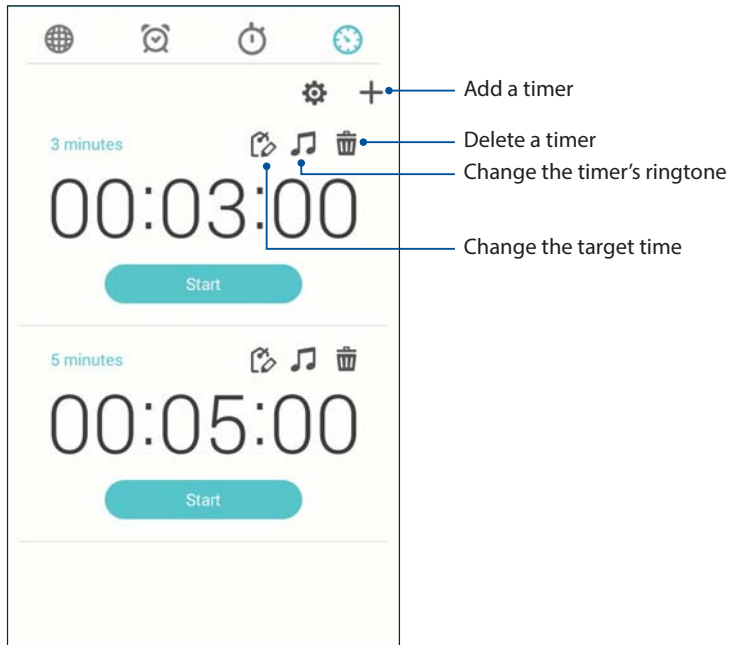 Add a timer
3 minutes
Delete a timer
Change the timer's ringtone
00:03:00
Change the target time
Start
5 minutes
00:05:00
Start